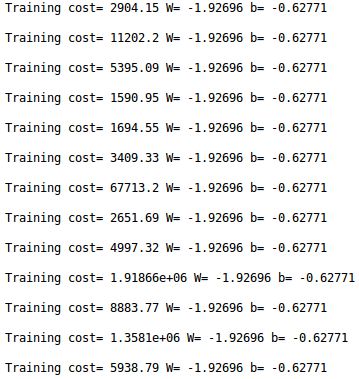 Training cost= 2904.15 W= -1.92696 b= -0.62771
Training cost= 11202.2 W= -1.92696 b= -0.62771
Training cost= 5395.09 W= -1.92696 b= -0.62771
Training cost= 1590.95 W= -1.92696 b= -0.62771
Training cost= 1694.55 W= -1.92696 b= -0.62771
Training cost= 3409.33 W= -1.92696 b= -0.62771
Training cost= 67713.2 W= -1.92696 b= -0.62771
Training cost= 2651.69 W= -1.92696 b= -0.62771
Training cost= 4997.32 W= -1.92696 b= -0.62771
Training cost= 1.91866e+06 W= -1.92696 b= -0.62771
Training cost= 8883.77 W= -1.92696 b= -0.62771
Training cost= 1.3581e+06 W= -1.92696 b= -0.62771
Training cost= 5938.79 W= -1.92696 b= -0.62771